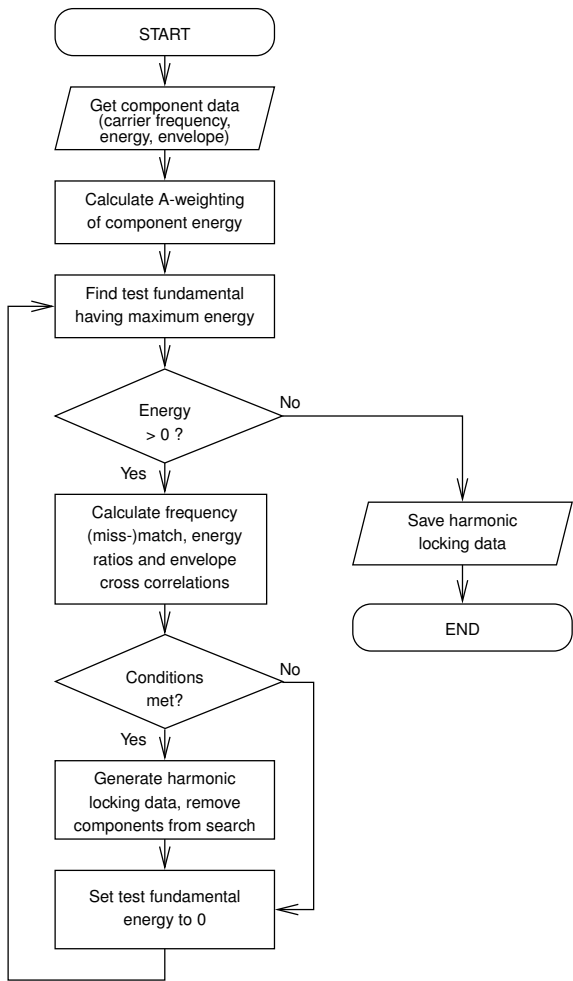 START
Get component data
(carrier frequency,
energy, envelope)
Calculate A-weighting
of component energy
Find test fundamental
having maximum energy
Energy
> 0 ?
No
Yes
Calculate frequency
(miss-)match, energy
ratios and envelope
cross correlations
Save harmonic
locking data
END
Conditions
met?
No
Yes
Generate harmonic
locking data, remove
components from search
Set test fundamental
energy to 0